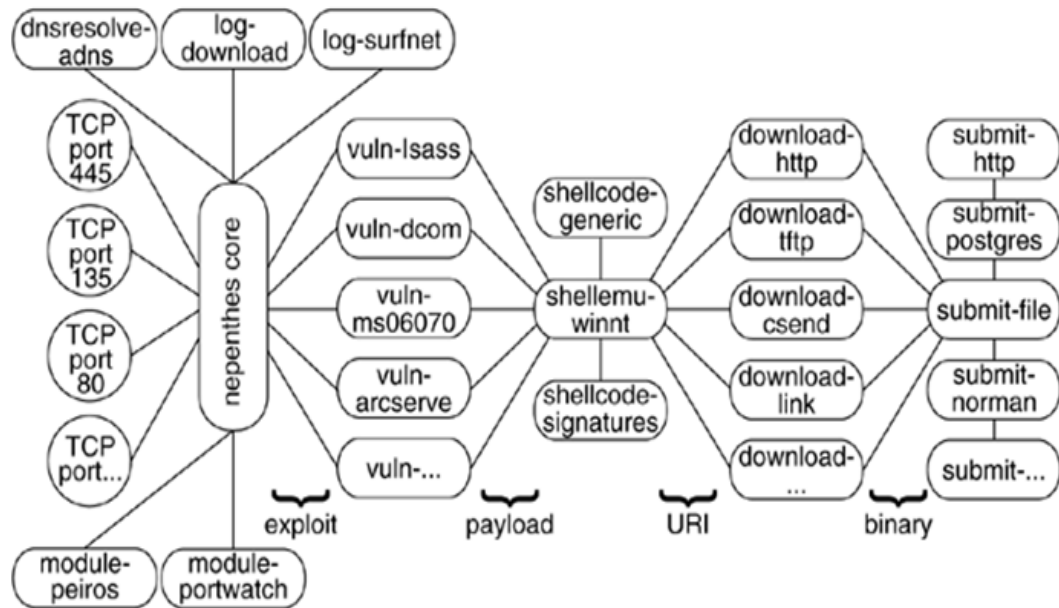 dnsresolve-
adns
log-
download
log-surfnet
TCP
port
445
TCP
port
135
TCP
port
80
TCP
port...
nepenthes core
module-
peiros
module-
portwatch
vuln-lsass
vuln-dcom
vuln-
ms06070
vuln-
arcserve
vuln-...
exploit
payload
shellcode-
generic
shellemu-
winnt
shellcode-
signatures
download-
http
download-
tftp
download-
csend
download-
link
download-
...
URI
binary
submit-
http
submit-
postgres
submit-file
submit-
norman
submit-...